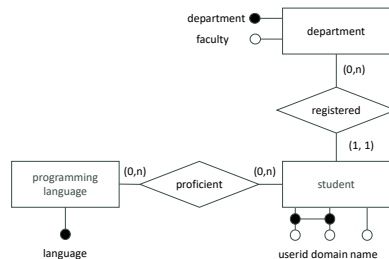 department
faculty
department
(0,n)
registered
(1, 1)
programming
language
(0,n)
proficient
(0,n)
student
language
userid domain name